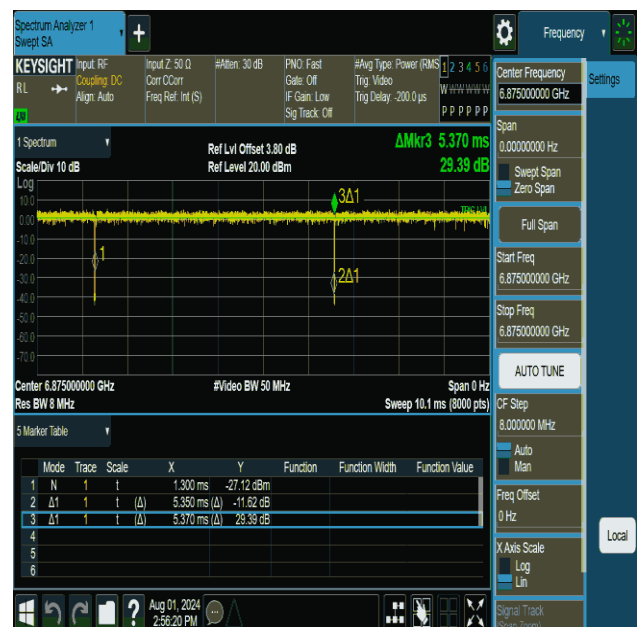 Spectrum Analyzer 1
Swept SA
Frequency
KEYSIGHT
RL
Input: RF
Coupling: DC
Align: Auto
Input Z: 50 Ω
Corr CCorr
Freq Ref: Int (S)
#Atten: 30 dB
PNO: Fast
Gate: Off
IF Gain: Low
Sig Track: Off
#Avg Type: Power (RMS
Trig: Video
Trig Delay: -200.0 µs
1 2 3 4 5 6
W W W W W W
P P P P P P
1 Spectrum
Scale/Div 10 dB
Log
Ref Lvl Offset 3.80 dB
Ref Level 20.00 dBm
ΔMkr3 5.370 ms
29.39 dB
10.0
0.00
-10.0
-20.0
-30.0
-40.0
-50.0
-60.0
-70.0
3Δ1
TRIG LVL
1
2Δ1
Center 6.875000000 GHz
Res BW 8 MHz
#Video BW 50 MHz
Span 0 Hz
Sweep 10.1 ms (8000 pts)
5 Marker Table
Mode Trace Scale X Y Function Function Width Function Value
1 N 1 t 1.300 ms -27.12 dBm
2 Δ1 1 t (Δ) 5.350 ms (Δ) -11.62 dB
3 Δ1 1 t (Δ) 5.370 ms (Δ) 29.39 dB
4
5
6
Aug 01, 2024
2:56:20 PM
?
Center Frequency
6.875000000 GHz
Settings
Span
0.00000000 Hz
Swept Span
Zero Span
Full Span
Start Freq
6.875000000 GHz
Stop Freq
6.875000000 GHz
AUTO TUNE
CF Step
8.000000 MHz
Auto
Man
Freq Offset
0 Hz
X Axis Scale
Log
Lin
Signal Track
(Span Zoom)
Local